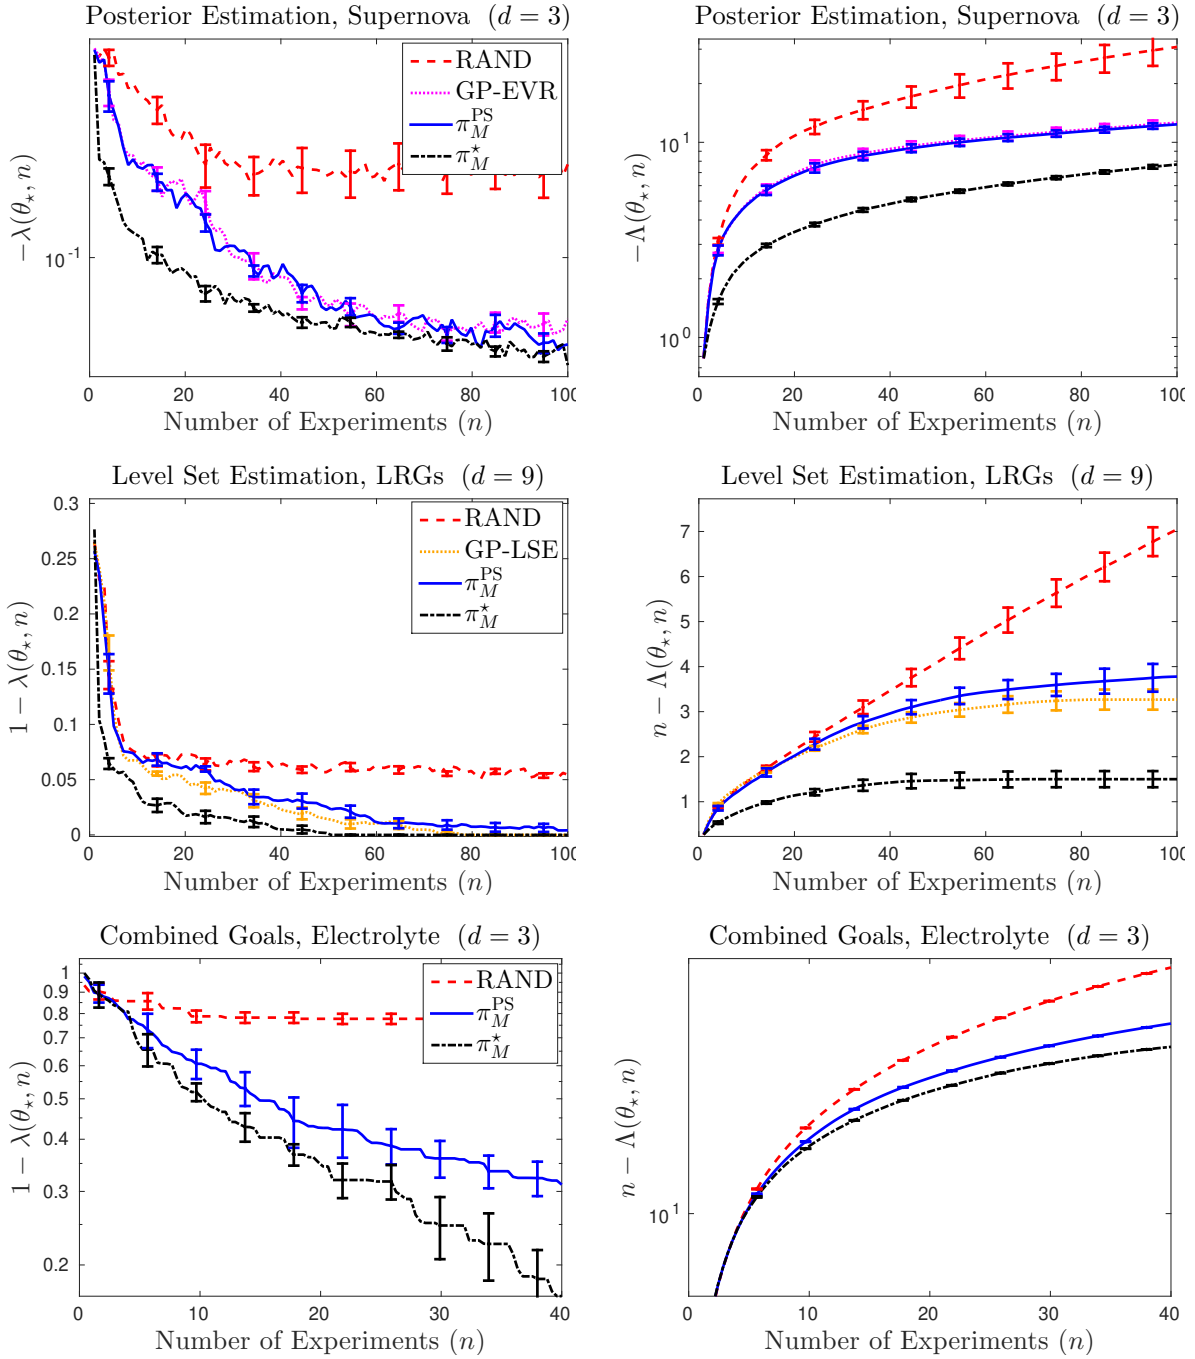 Posterior Estimation, Supernova (d = 3)
−λ(θ⋆, n)
10⁻¹
RAND
GP-EVR
π_M^PS
π_M^⋆
0 20 40 60 80 100
Number of Experiments (n)
Posterior Estimation, Supernova (d = 3)
−Λ(θ⋆, n)
10¹
10⁰
0 20 40 60 80 100
Number of Experiments (n)
Level Set Estimation, LRGs (d = 9)
1 − λ(θ⋆, n)
0.3
0.25
0.2
0.15
0.1
0.05
0
RAND
GP-LSE
π_M^PS
π_M^⋆
0 20 40 60 80 100
Number of Experiments (n)
Level Set Estimation, LRGs (d = 9)
n − Λ(θ⋆, n)
7
6
5
4
3
2
1
0 20 40 60 80 100
Number of Experiments (n)
Combined Goals, Electrolyte (d = 3)
1 − λ(θ⋆, n)
1
0.9
0.8
0.7
0.6
0.5
0.4
0.3
0.2
RAND
π_M^PS
π_M^⋆
0 10 20 30 40
Number of Experiments (n)
Combined Goals, Electrolyte (d = 3)
n − Λ(θ⋆, n)
10¹
0 10 20 30 40
Number of Experiments (n)